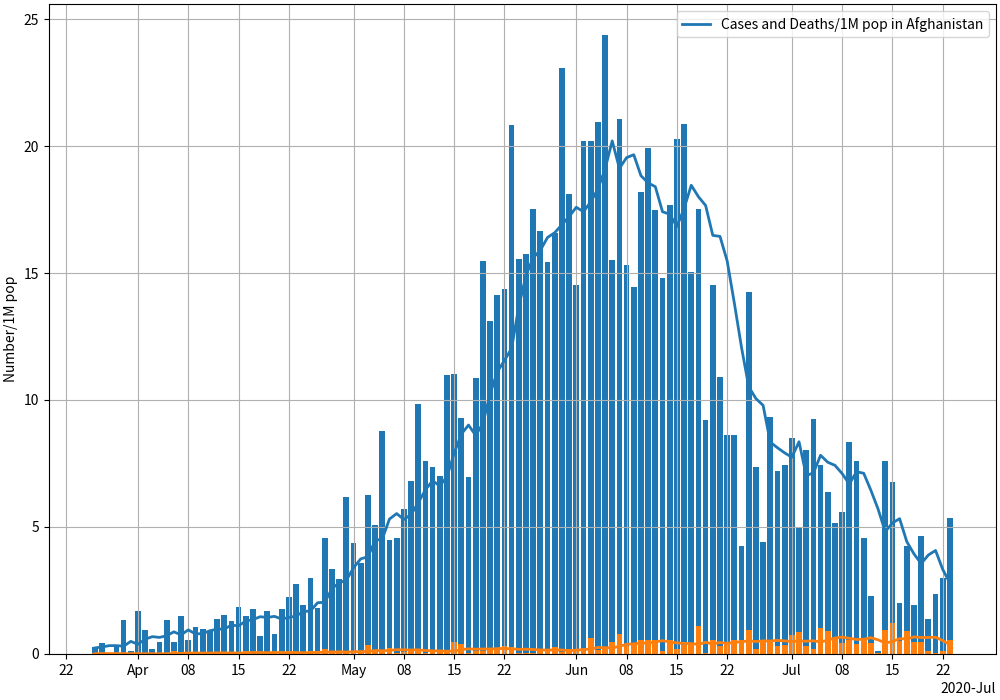 Cases and Deaths/1M pop in Afghanistan
Number/1M pop
25
20
15
10
5
0
22 Apr 08 15 22 May 08 15 22 Jun 08 15 22 Jul 08 15 22
2020-Jul